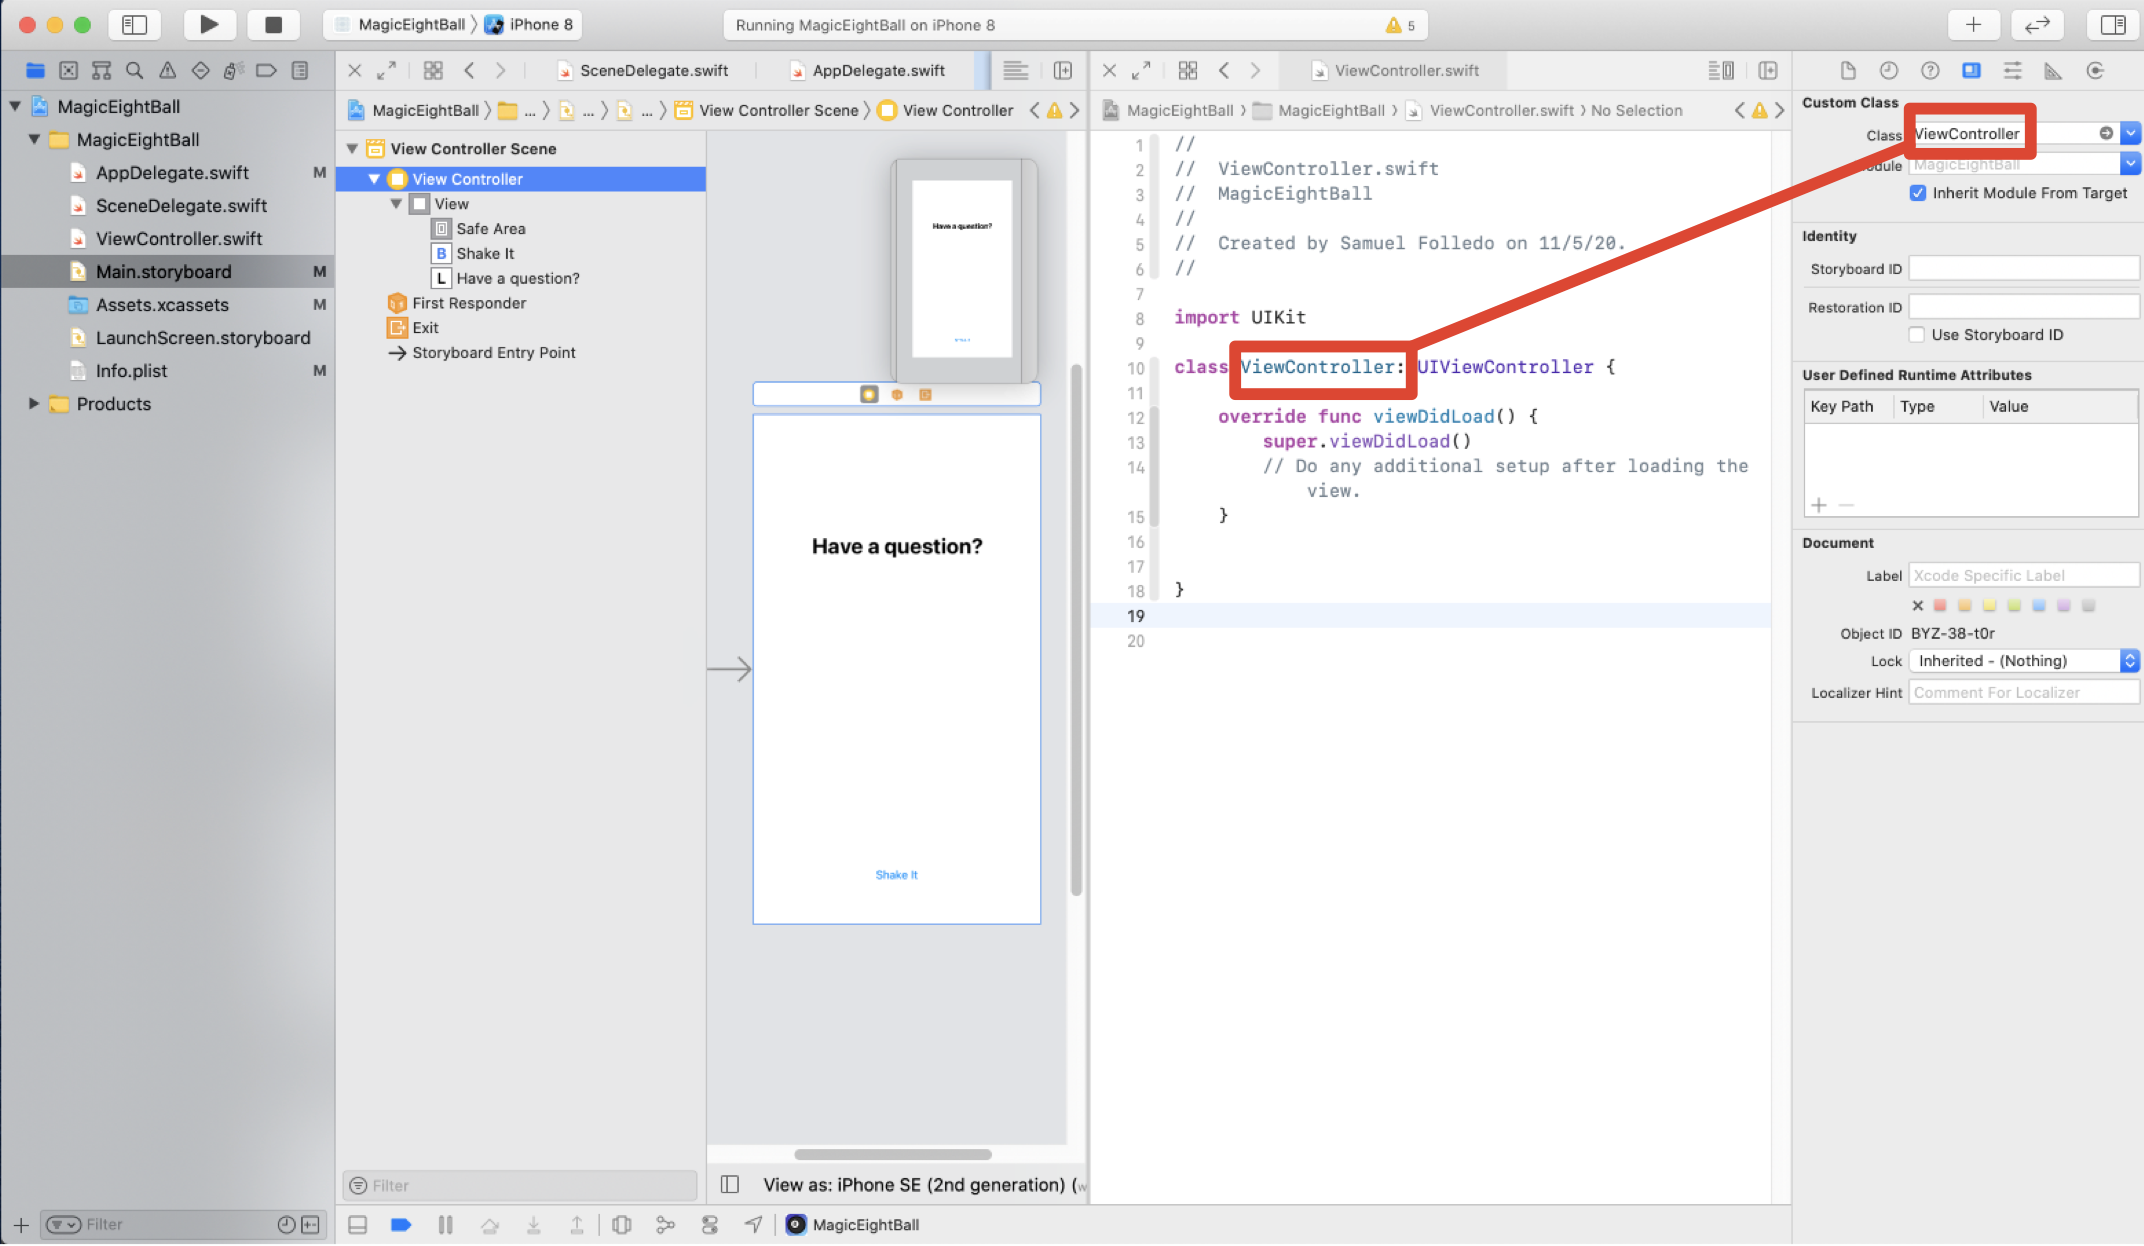 MagicEightBall 〉 iPhone 8
Running MagicEightBall on iPhone 8
5
SceneDelegate.swift
AppDelegate.swift
ViewController.swift
MagicEightBall 〉 ... 〉 ... 〉 ... 〉 View Controller Scene 〉 View Controller
MagicEightBall 〉 MagicEightBall 〉 ViewController.swift 〉 No Selection
MagicEightBall
MagicEightBall
AppDelegate.swift M
SceneDelegate.swift
ViewController.swift
Main.storyboard M
Assets.xcassets M
LaunchScreen.storyboard
Info.plist M
Products
Filter
View Controller Scene
View Controller
View
Safe Area
B Shake It
L Have a question?
First Responder
Exit
Storyboard Entry Point
Filter
Have a question?
Have a question?
Shake It
View as: iPhone SE (2nd generation) (w
MagicEightBall
1 //
2 //  ViewController.swift
3 //  MagicEightBall
4 //
5 //  Created by Samuel Folledo on 11/5/20.
6 //
7
8 import UIKit
9
10 class ViewController: UIViewController {
11
12     override func viewDidLoad() {
13         super.viewDidLoad()
14         // Do any additional setup after loading the
view.
15     }
16
17
18 }
19
20
Custom Class
Class ViewController
MagicEightBall
Inherit Module From Target
Identity
Storyboard ID
Restoration ID
Use Storyboard ID
User Defined Runtime Attributes
Key Path Type Value
Document
Label Xcode Specific Label
Object ID BYZ-38-t0r
Lock Inherited - (Nothing)
Localizer Hint Comment For Localizer